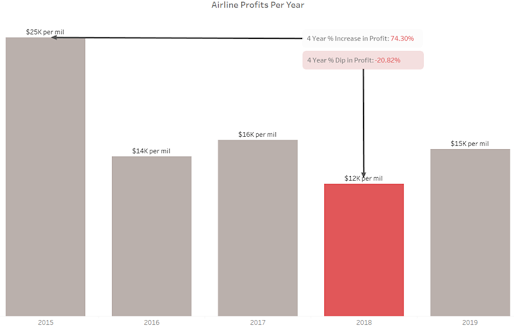 Airline Profits Per Year
$25K per mil
4 Year % Increase in Profit: 74.30%
4 Year % Dip in Profit: -20.82%
$14K per mil
$16K per mil
$12K per mil
$15K per mil
2015
2016
2017
2018
2019